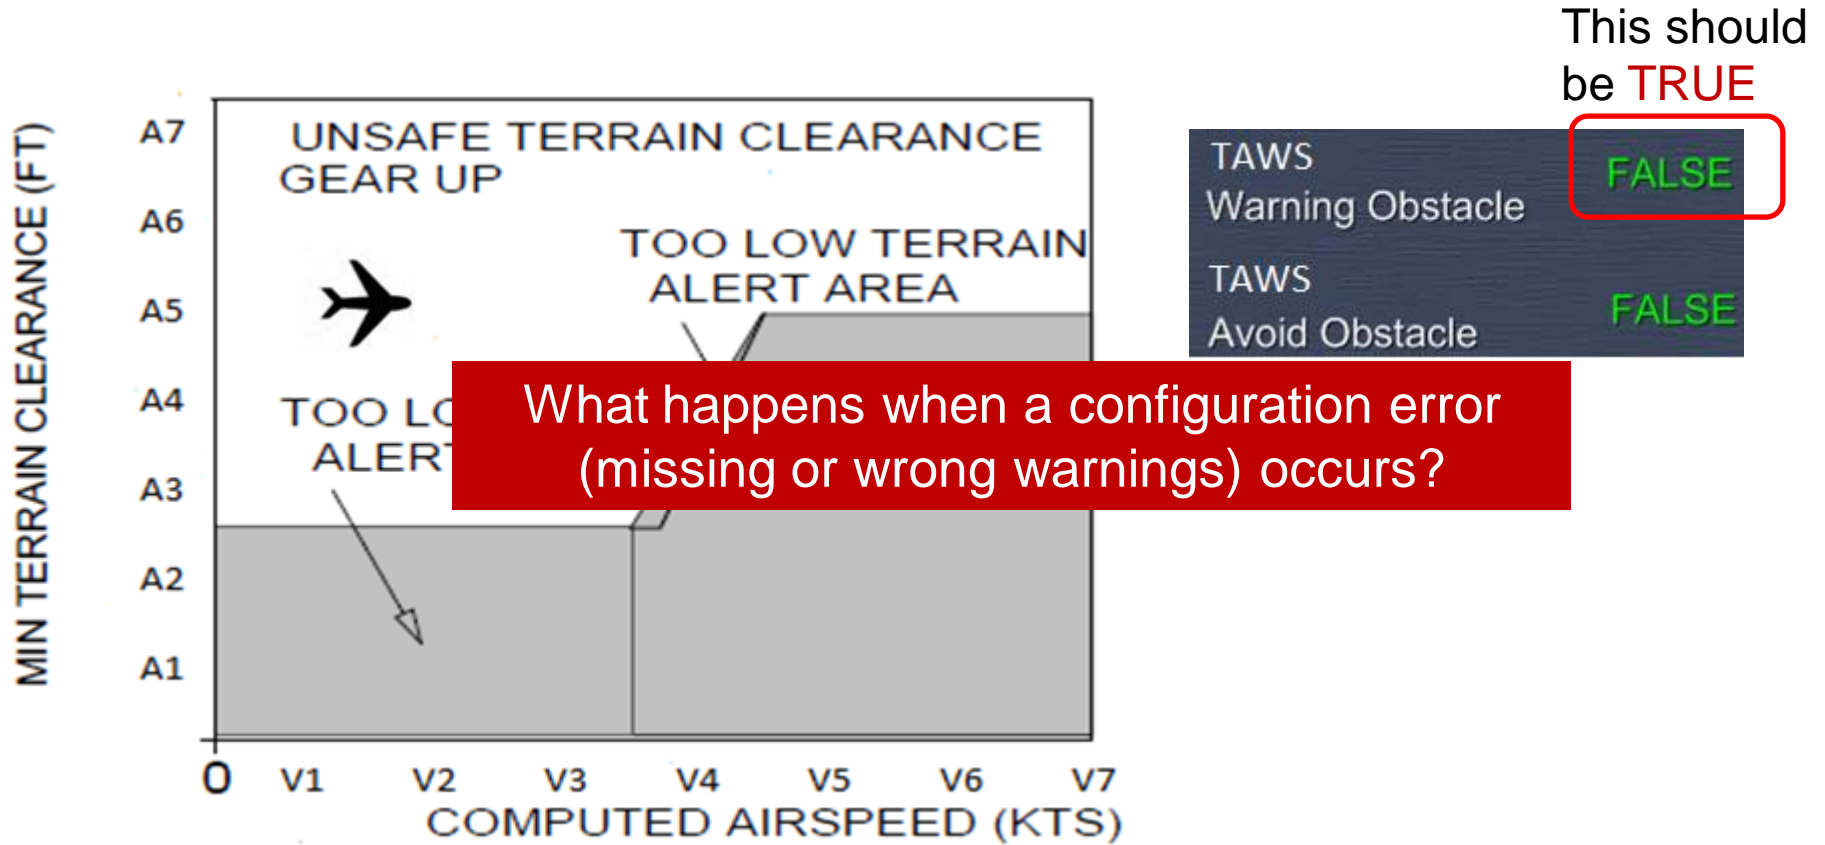 This should
be TRUE
MIN TERRAIN CLEARANCE (FT)
A7
A6
A5
A4
A3
A2
A1
UNSAFE TERRAIN CLEARANCE
GEAR UP
TOO LOW TERRAIN
ALERT AREA
TOO
TAWS
Warning Obstacle
FALSE
TAWS
Avoid Obstacle
FALSE
What happens when a configuration error
(missing or wrong warnings) occurs?
0 V1 V2 V3 V4 V5 V6 V7
COMPUTED AIRSPEED (KTS)